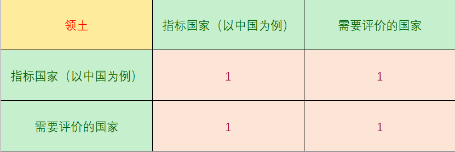 领土 指标国家（以中国为例） 需要评价的国家
指标国家（以中国为例） 1 1
需要评价的国家 1 1